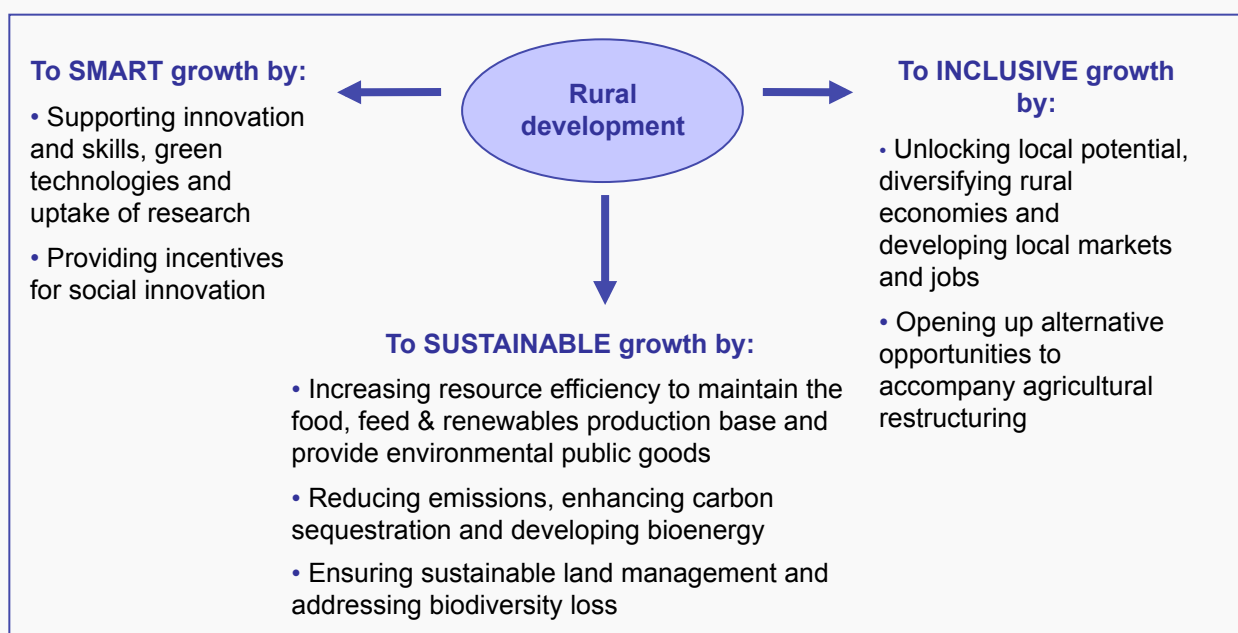 Rural
development
To SMART growth by:
• Supporting innovation
and skills, green
technologies and
uptake of research
• Providing incentives
for social innovation
To SUSTAINABLE growth by:
• Increasing resource efficiency to maintain the
food, feed & renewables production base and
provide environmental public goods
• Reducing emissions, enhancing carbon
sequestration and developing bioenergy
• Ensuring sustainable land management and
addressing biodiversity loss
To INCLUSIVE growth
by:
• Unlocking local potential,
diversifying rural
economies and
developing local markets
and jobs
• Opening up alternative
opportunities to
accompany agricultural
restructuring